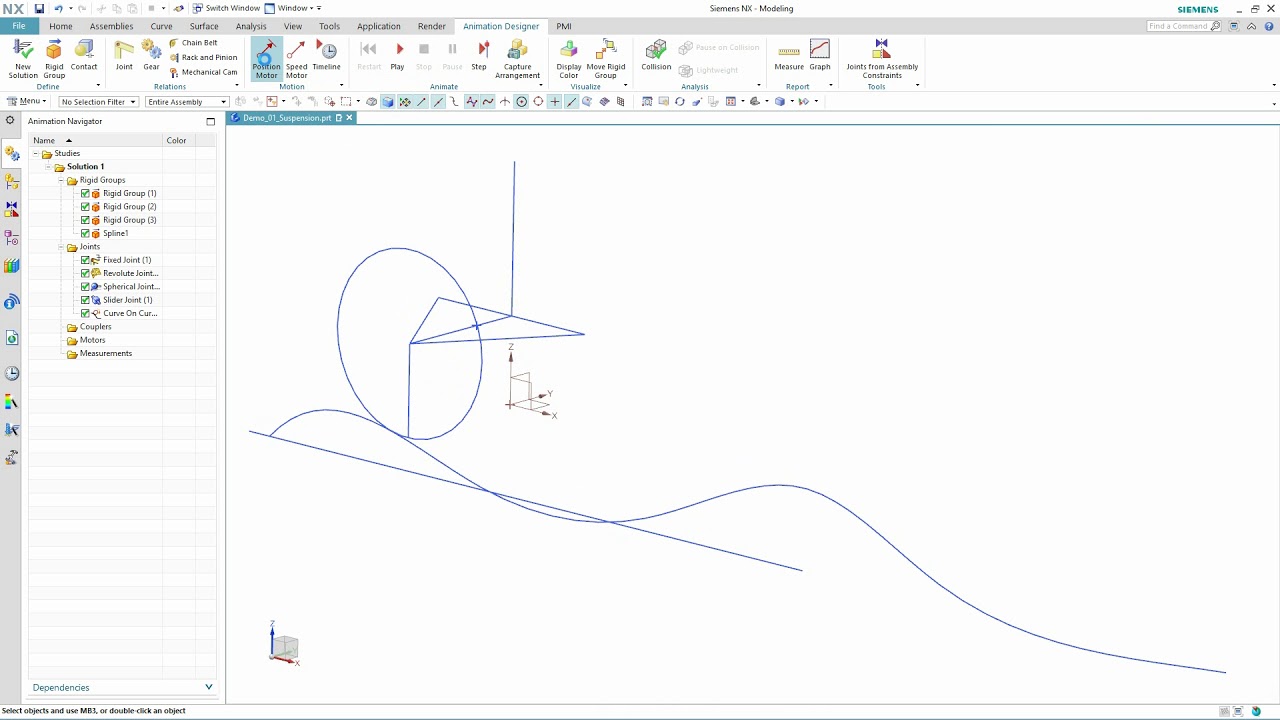 NX
Switch Window
Window
Siemens NX - Modeling
SIEMENS
File
Home
Assemblies
Curve
Surface
Analysis
View
Tools
Application
Render
Animation Designer
PMI
Find a Command
New Solution
Rigid Group
Contact
Define
Joint
Gear
Chain Belt
Rack and Pinion
Mechanical Cam
Relations
Position Motor
Speed Motor
Timeline
Motion
Restart
Play
Stop
Pause
Step
Capture Arrangement
Animate
Display Color
Move Rigid Group
Visualize
Collision
Pause on Collision
Lightweight
Analysis
Measure
Graph
Report
Joints from Assembly Constraints
Tools
Menu
No Selection Filter
Entire Assembly
Animation Navigator
Demo_01_Suspension.prt
Name
Color
Studies
Solution 1
Rigid Groups
Rigid Group (1)
Rigid Group (2)
Rigid Group (3)
Spline1
Joints
Fixed Joint (1)
Revolute Joint...
Spherical Joint...
Slider Joint (1)
Curve On Cur...
Couplers
Motors
Measurements
Z
Y
X
Z
X
Dependencies
Select objects and use MB3, or double-click an object